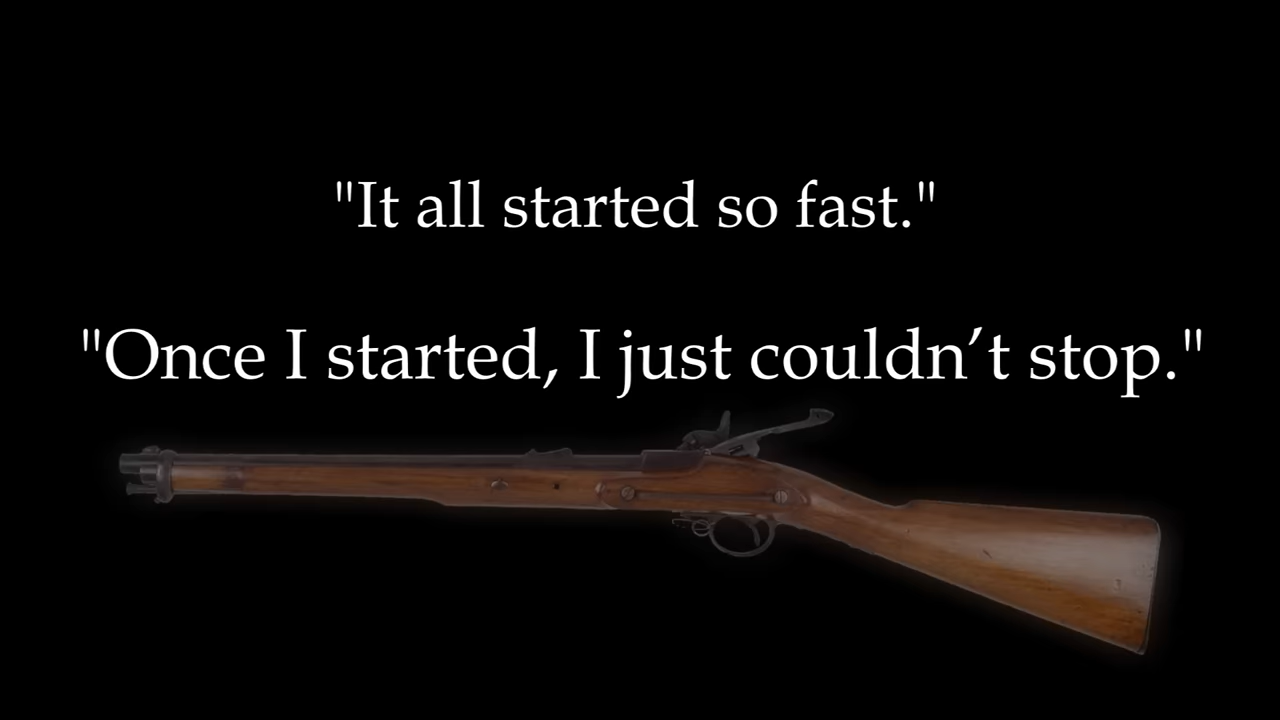 "It all started so fast."
"Once I started, I just couldn’t stop."